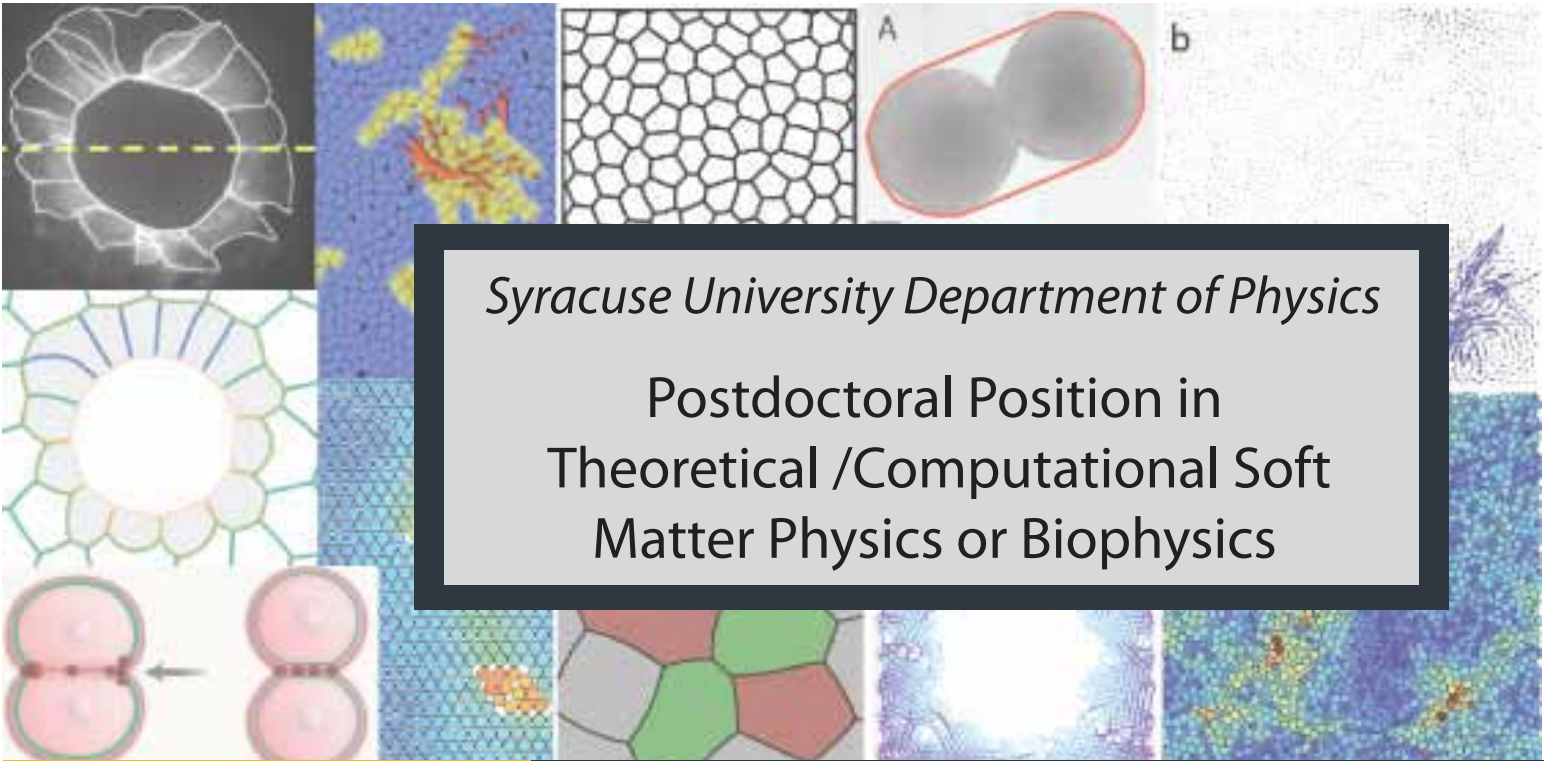 A
b
Syracuse University Department of Physics
Postdoctoral Position in
Theoretical /Computational Soft
Matter Physics or Biophysics